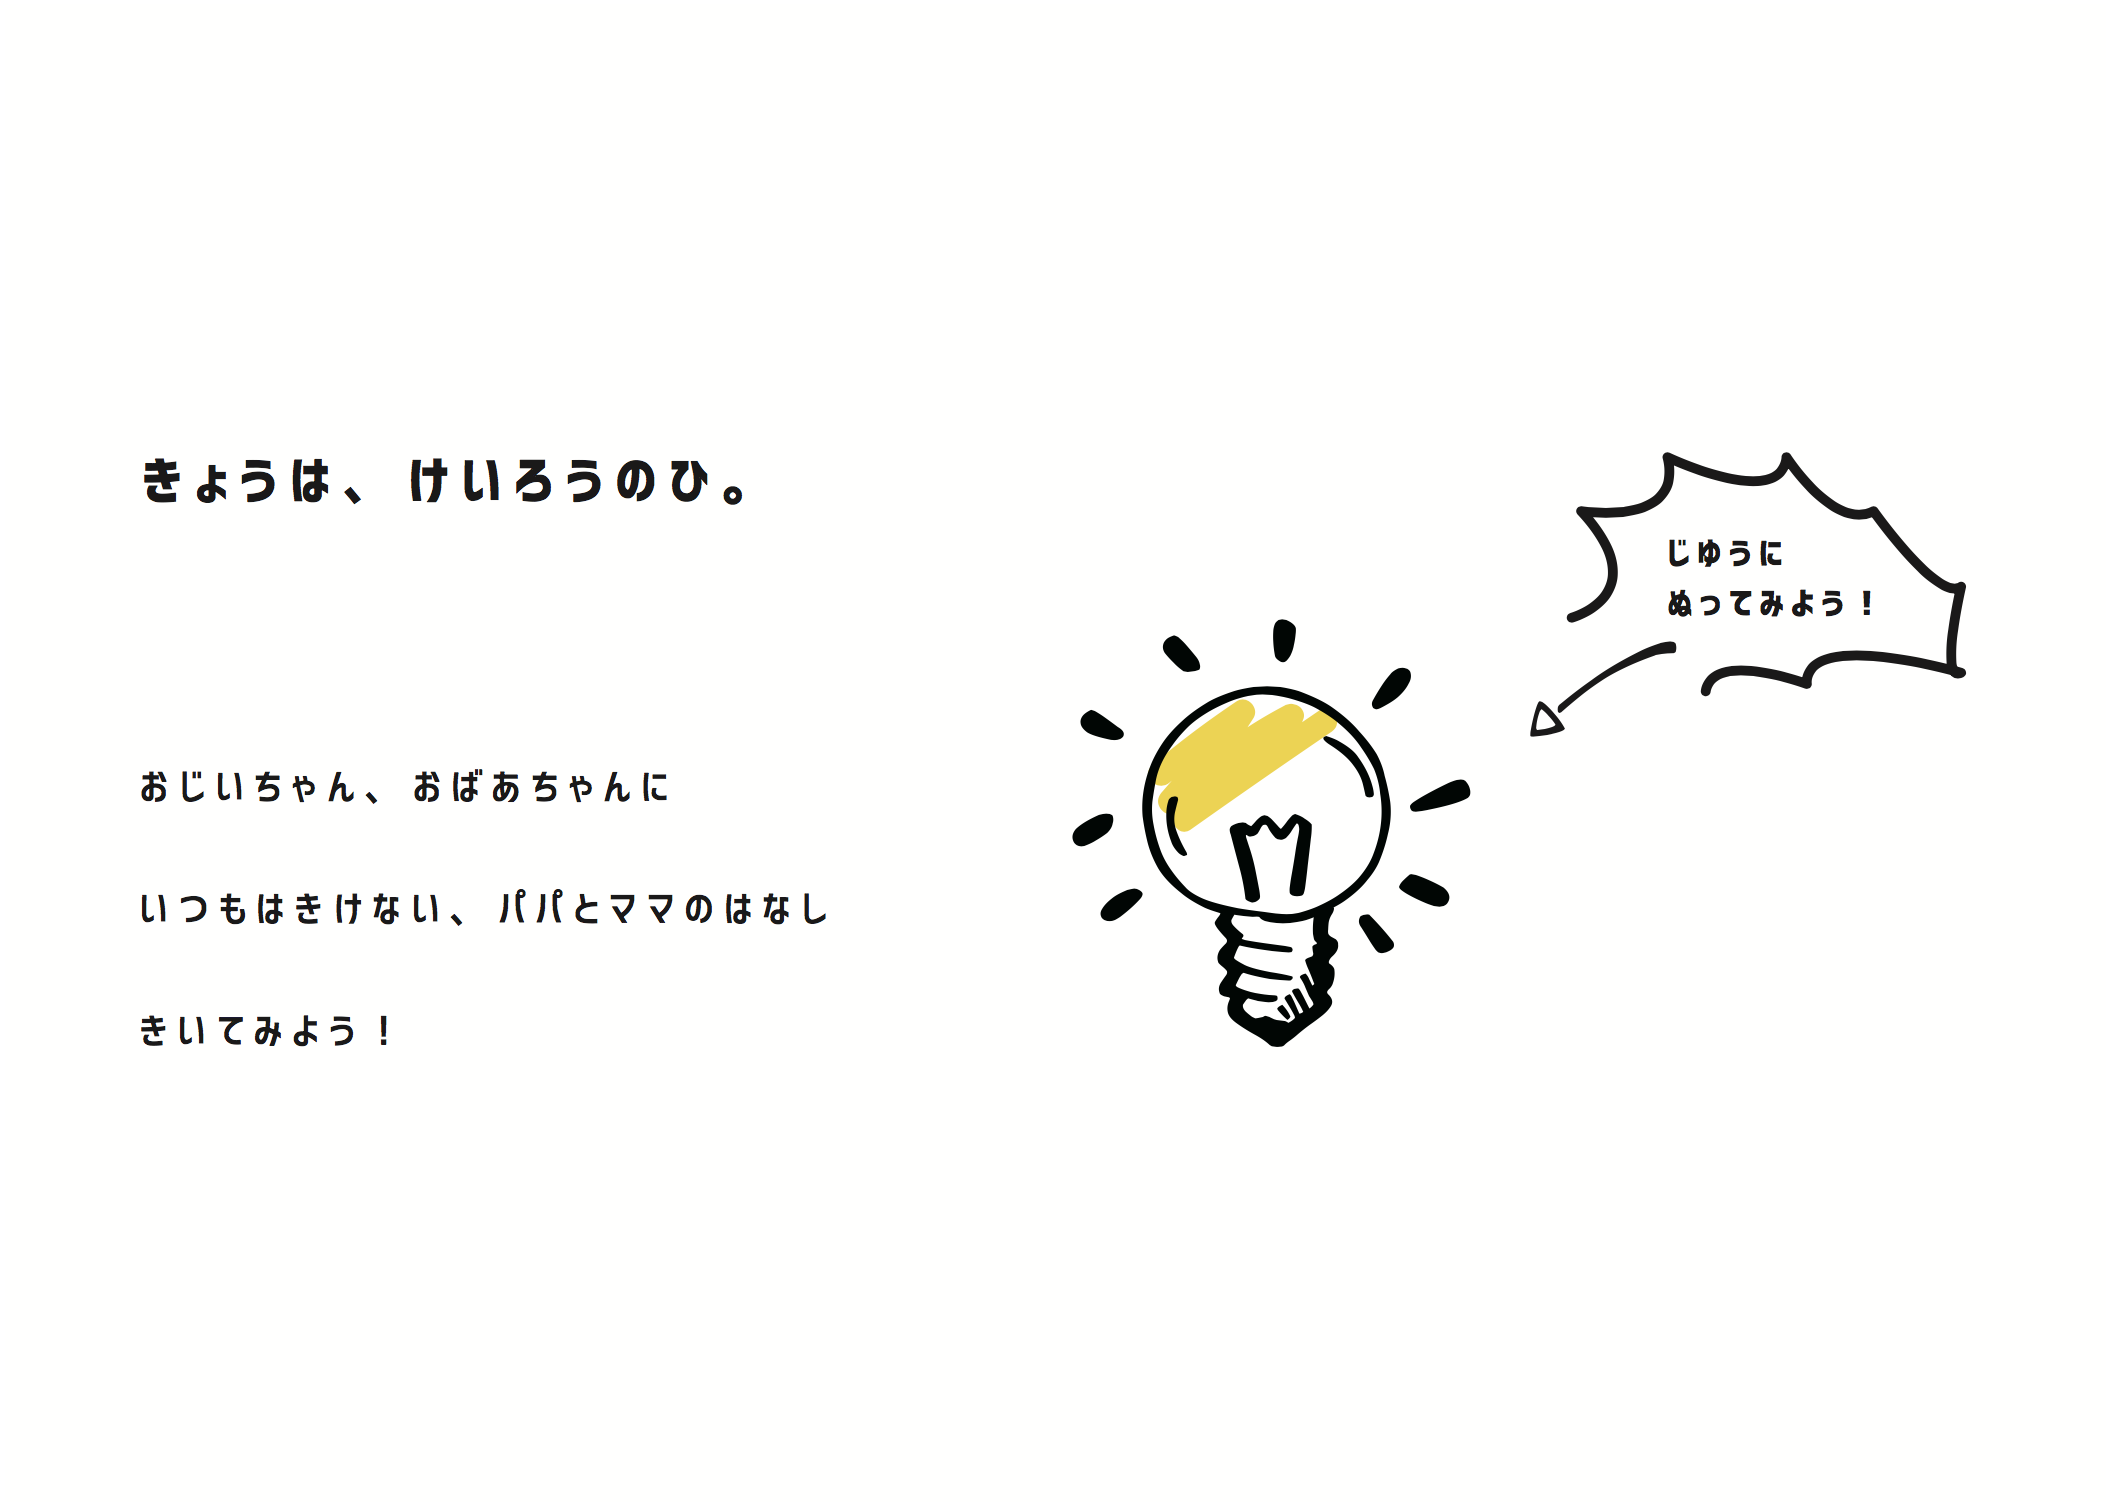 きょうは、けいろうのひ。
おじいちゃん、おばあちゃんに
いつもはきけない、パパとママのはなし
きいてみよう！
じゆうに
ぬってみよう！